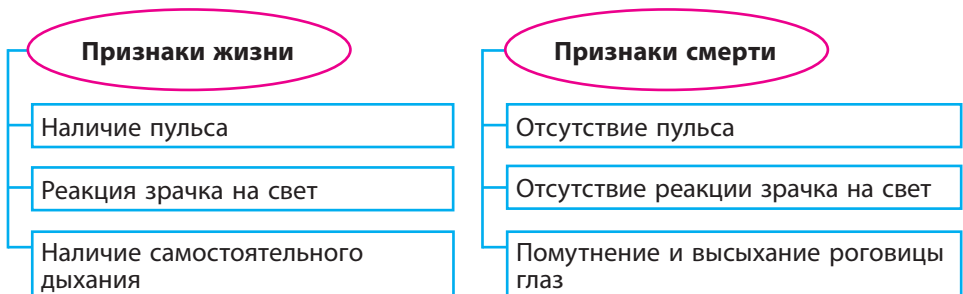 Признаки жизни
Наличие пульса
Реакция зрачка на свет
Наличие самостоятельного
дыхания
Признаки смерти
Отсутствие пульса
Отсутствие реакции зрачка на свет
Помутнение и высыхание роговицы
глаз